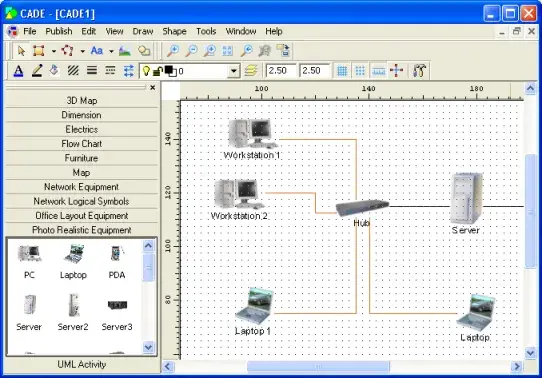 CADE - [CADE1]
File Publish Edit View Draw Shape Tools Window Help
Aa
A 0 2.50 2.50
100 140 180
3D Map
Dimension
Electrics
Flow Chart
Furniture
Map
Network Equipment
Network Logical Symbols
Office Layout Equipment
Photo Realistic Equipment
PC Laptop PDA
Server Server2 Server3
UML Activity
140
120
100
80
Workstation 1
Workstation 2
Hub
Server
Laptop 1
Laptop